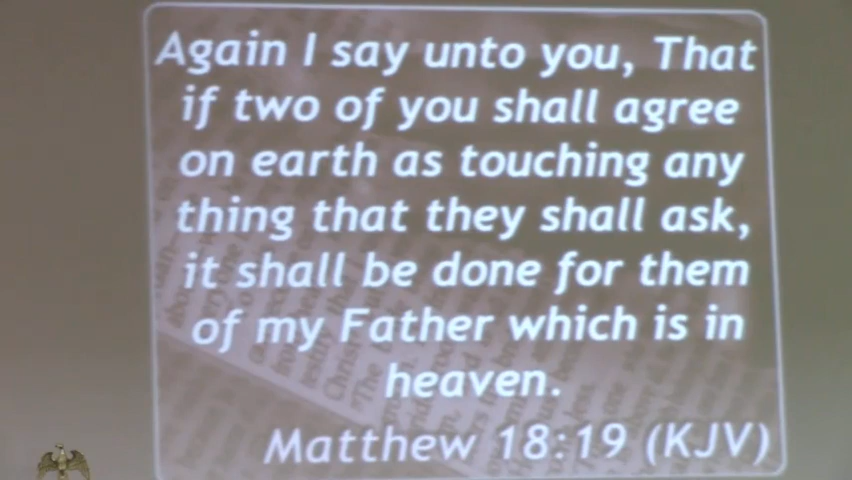 Again I say unto you, That
if two of you shall agree
on earth as touching any
thing that they shall ask,
it shall be done for them
of my Father which is in
heaven.
Matthew 18:19 (KJV)